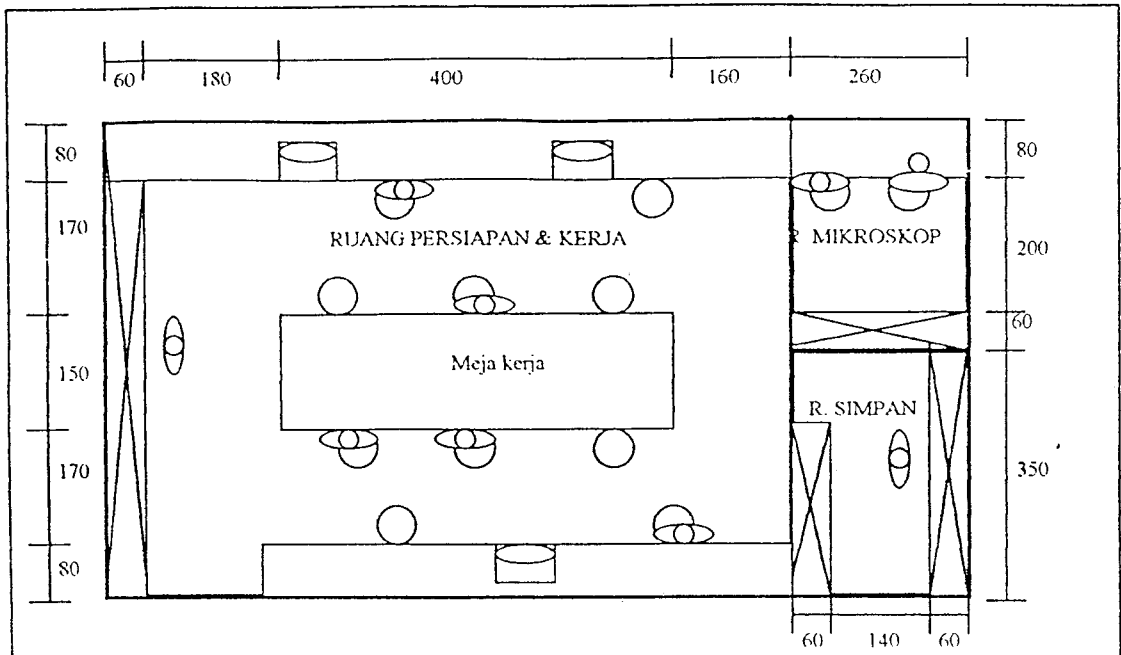 60 180 400 160 260
80
80
170
RUANG PERSIAPAN & KERJA
R. MIKROSKOP
200
60
Meja kerja
150
R. SIMPAN
170
350
80
60 140 60